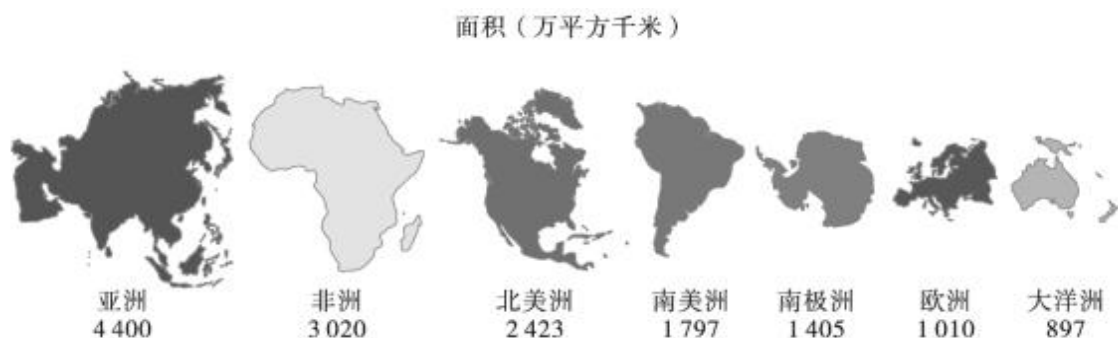 面积（万平方千米）
亚洲 非洲 北美洲 南美洲 南极洲 欧洲 大洋洲
4 400 3 020 2 423 1 797 1 405 1 010 897